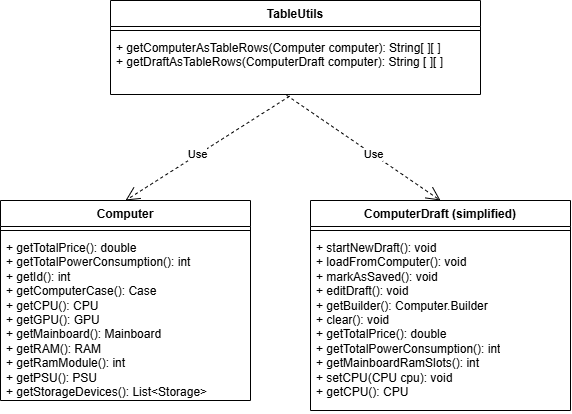 TableUtils
+ getComputerAsTableRows(Computer computer): String[ ][ ]
+ getDraftAsTableRows(ComputerDraft computer): String [ ][ ]
Use
Use
Computer
+ getTotalPrice(): double
+ getTotalPowerConsumption(): int
+ getId(): int
+ getComputerCase(): Case
+ getCPU(): CPU
+ getGPU(): GPU
+ getMainboard(): Mainboard
+ getRAM(): RAM
+ getRamModule(): int
+ getPSU(): PSU
+ getStorageDevices(): List<Storage>
ComputerDraft (simplified)
+ startNewDraft(): void
+ loadFromComputer(): void
+ markAsSaved(): void
+ editDraft(): void
+ getBuilder(): Computer.Builder
+ clear(): void
+ getTotalPrice(): double
+ getTotalPowerConsumption(): int
+ getMainboardRamSlots(): int
+ setCPU(CPU cpu): void
+ getCPU(): CPU